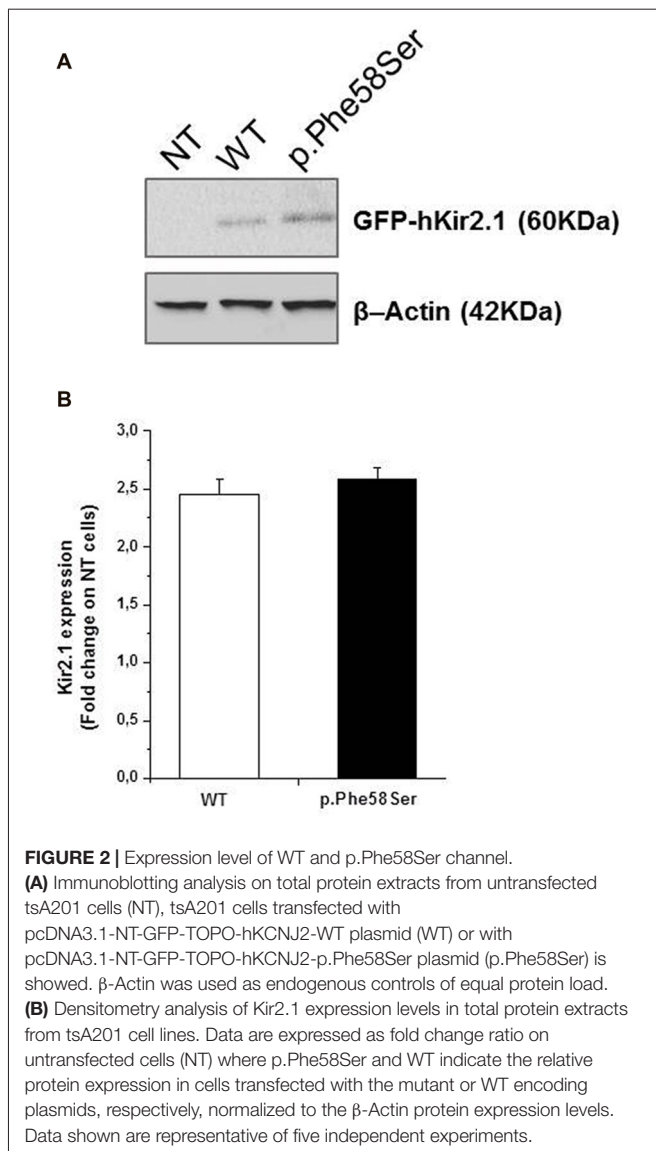 A
NT WT p.Phe58Ser
GFP-hKir2.1 (60KDa)
β–Actin (42KDa)
B
Kir2.1 expression
(Fold change on NT cells)
3,0
2,5
2,0
1,5
1,0
0,5
0,0
WT p.Phe58Ser
FIGURE 2 | Expression level of WT and p.Phe58Ser channel.
(A) Immunoblotting analysis on total protein extracts from untransfected
tsA201 cells (NT), tsA201 cells transfected with
pcDNA3.1-NT-GFP-TOPO-hKCNJ2-WT plasmid (WT) or with
pcDNA3.1-NT-GFP-TOPO-hKCNJ2-p.Phe58Ser plasmid (p.Phe58Ser) is
showed. β-Actin was used as endogenous controls of equal protein load.
(B) Densitometry analysis of Kir2.1 expression levels in total protein extracts
from tsA201 cell lines. Data are expressed as fold change ratio on
untransfected cells (NT) where p.Phe58Ser and WT indicate the relative
protein expression in cells transfected with the mutant or WT encoding
plasmids, respectively, normalized to the β-Actin protein expression levels.
Data shown are representative of five independent experiments.